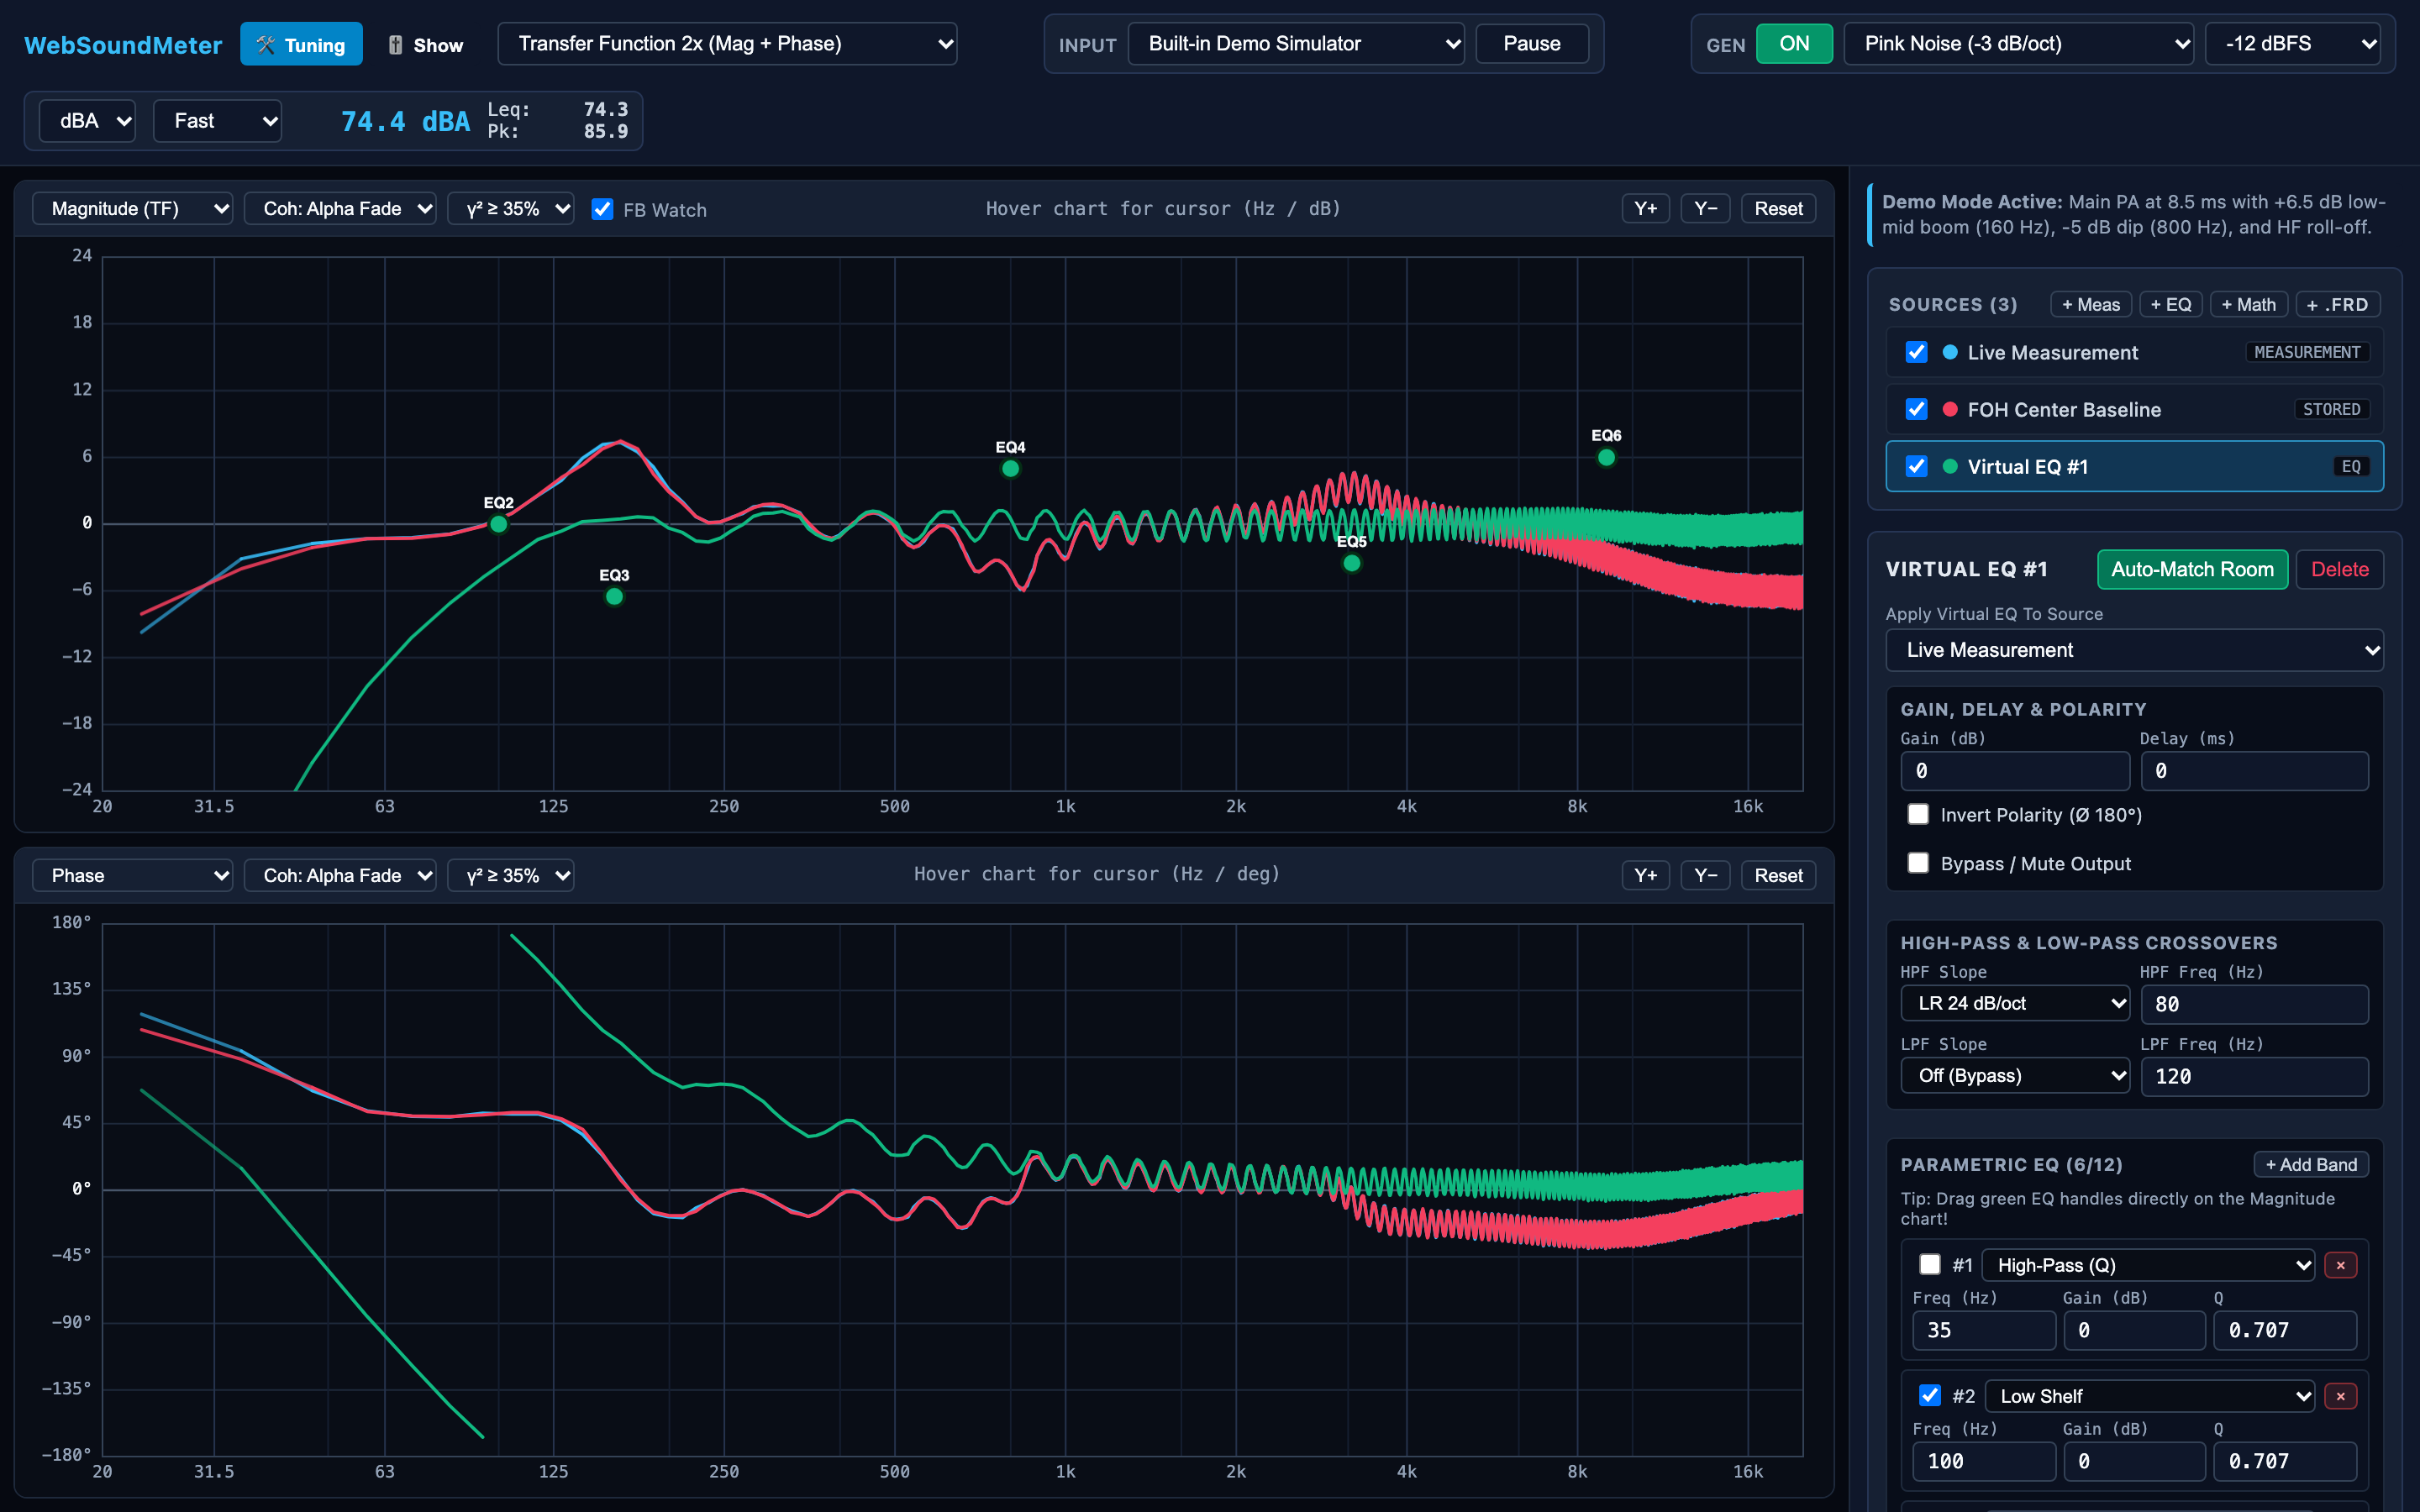 WebSoundMeter
🛠️ Tuning
🎚️ Show
Transfer Function 2x (Mag + Phase)
INPUT
Built-in Demo Simulator
Pause
GEN
ON
Pink Noise (-3 dB/oct)
-12 dBFS
dBA
Fast
74.4 dBA
Leq: 74.3
Pk: 85.9
Magnitude (TF)
Coh: Alpha Fade
γ² ≥ 35%
FB Watch
Hover chart for cursor (Hz / dB)
Y+
Y−
Reset
24
18
12
6
0
−6
−12
−18
−24
EQ2
EQ3
EQ4
EQ5
EQ6
20
31.5
63
125
250
500
1k
2k
4k
8k
16k
Phase
Coh: Alpha Fade
γ² ≥ 35%
Hover chart for cursor (Hz / deg)
Y+
Y−
Reset
180°
135°
90°
45°
0°
−45°
−90°
−135°
−180°
20
31.5
63
125
250
500
1k
2k
4k
8k
16k
Demo Mode Active: Main PA at 8.5 ms with +6.5 dB low-
mid boom (160 Hz), -5 dB dip (800 Hz), and HF roll-off.
SOURCES (3)
+ Meas
+ EQ
+ Math
+ .FRD
Live Measurement
MEASUREMENT
FOH Center Baseline
STORED
Virtual EQ #1
EQ
VIRTUAL EQ #1
Auto-Match Room
Delete
Apply Virtual EQ To Source
Live Measurement
GAIN, DELAY & POLARITY
Gain (dB)
Delay (ms)
0
0
Invert Polarity (Ø 180°)
Bypass / Mute Output
HIGH-PASS & LOW-PASS CROSSOVERS
HPF Slope
HPF Freq (Hz)
LR 24 dB/oct
80
LPF Slope
LPF Freq (Hz)
Off (Bypass)
120
PARAMETRIC EQ (6/12)
+ Add Band
Tip: Drag green EQ handles directly on the Magnitude
chart!
#1
High-Pass (Q)
×
Freq (Hz)
Gain (dB)
Q
35
0
0.707
#2
Low Shelf
×
Freq (Hz)
Gain (dB)
Q
100
0
0.707